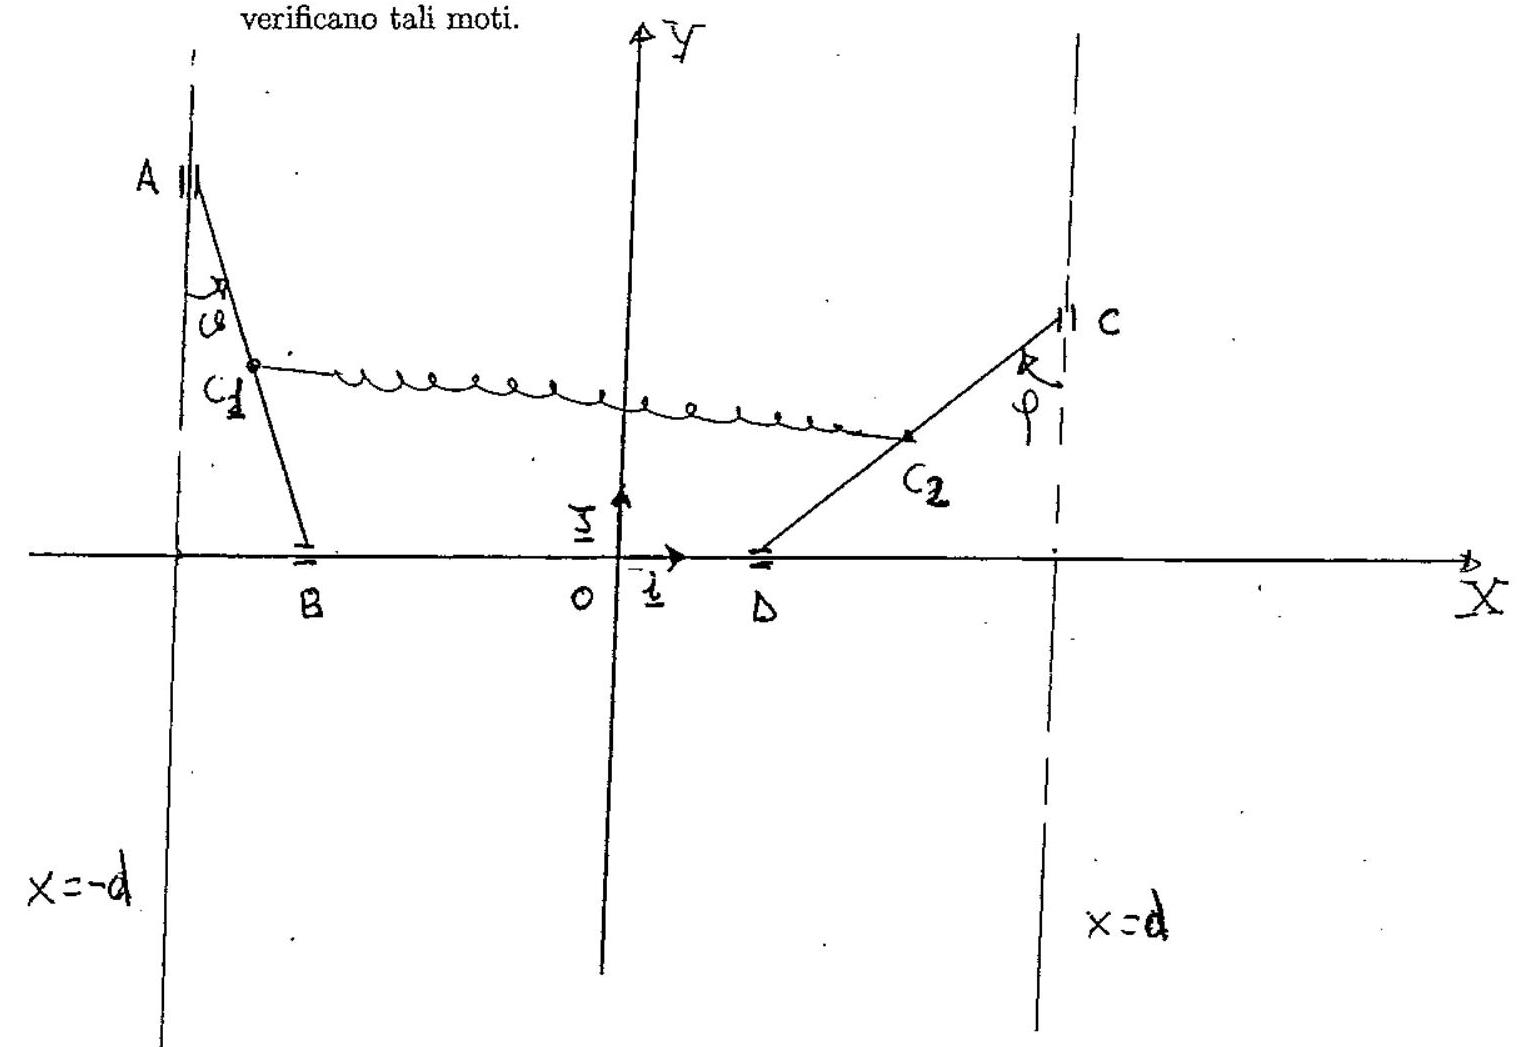 verificano tali moti.
Y
A
C
C1
φ
C2
J
B
O
i
D
X
x=-d
x=d